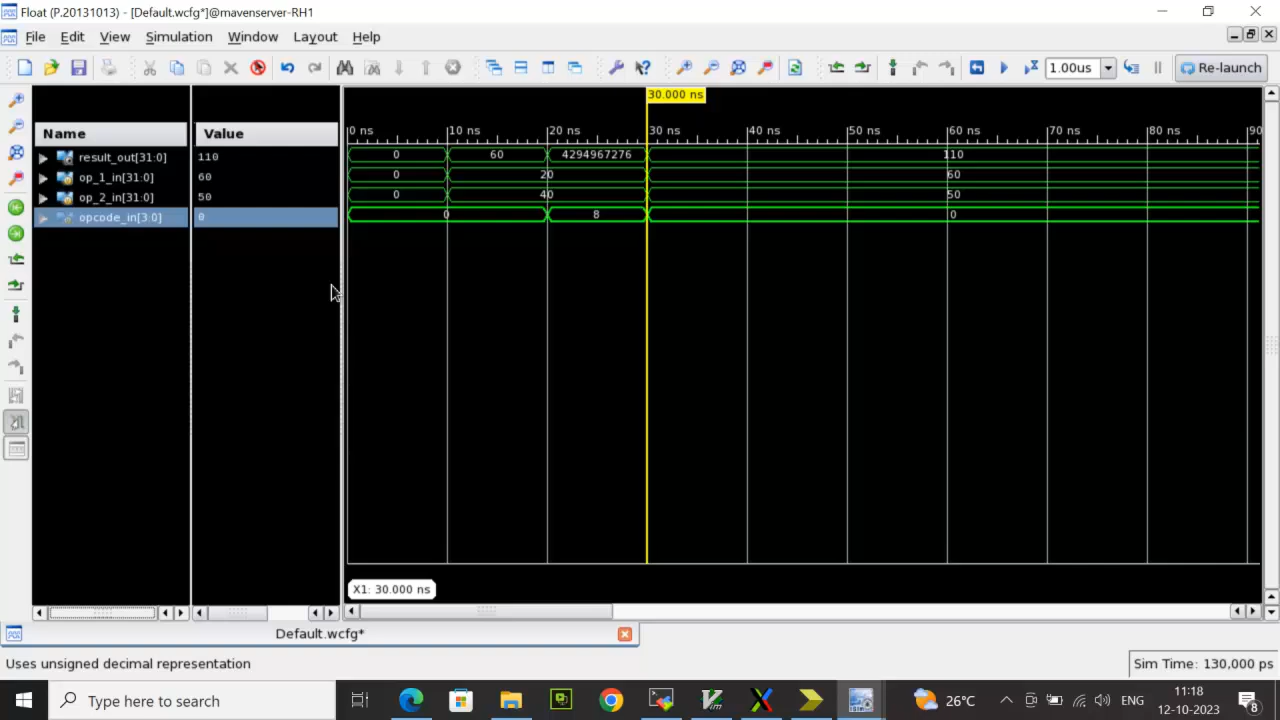 Float (P.20131013) - [Default.wcfg*]@mavenserver-RH1
File Edit View Simulation Window Layout Help
1.00us Re-launch
30.000 ns
Name Value
0 ns 10 ns 20 ns 30 ns 40 ns 50 ns 60 ns 70 ns 80 ns 90
result_out[31:0] 110 0 60 4294967276 110
op_1_in[31:0] 60 0 20 60
op_2_in[31:0] 50 0 40 50
opcode_in[3:0] 0 0 8 0
X1: 30.000 ns
Default.wcfg*
Uses unsigned decimal representation
Sim Time: 130,000 ps
Type here to search
26°C
ENG
11:18
12-10-2023
8